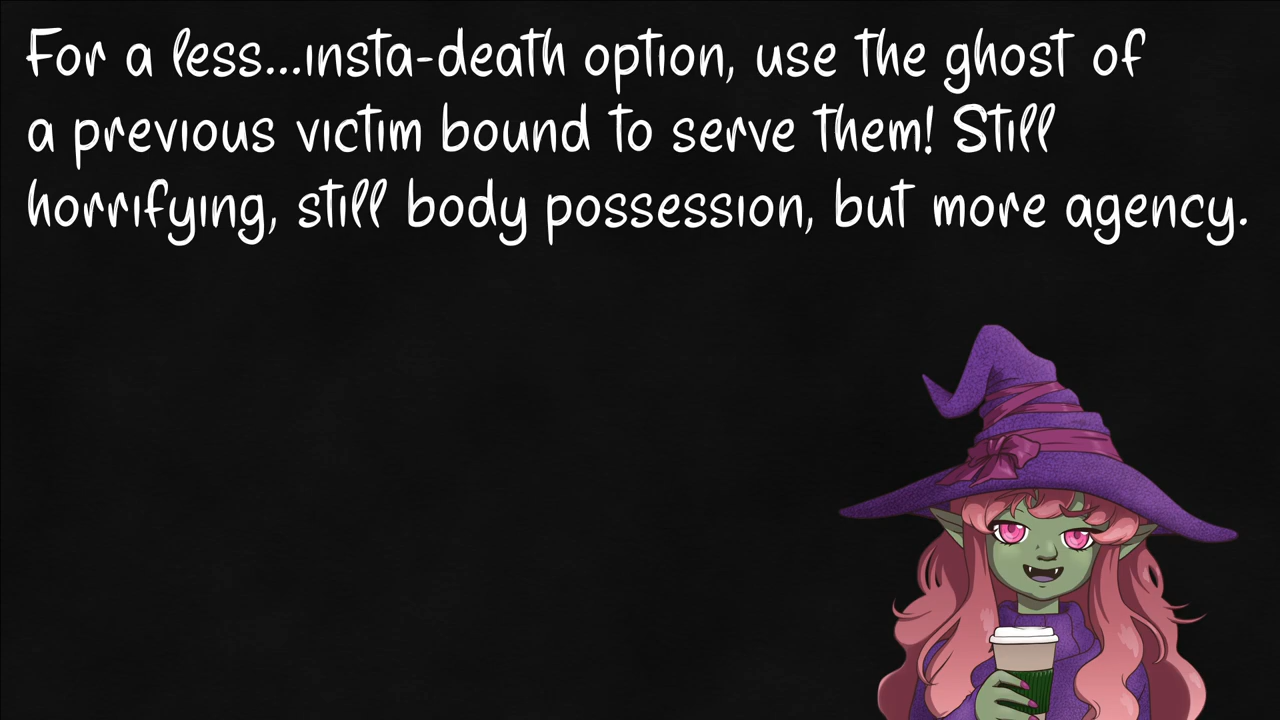 For a less...insta-death option, use the ghost of
a previous victim bound to serve them! Still
horrifying, still body possession, but more agency.